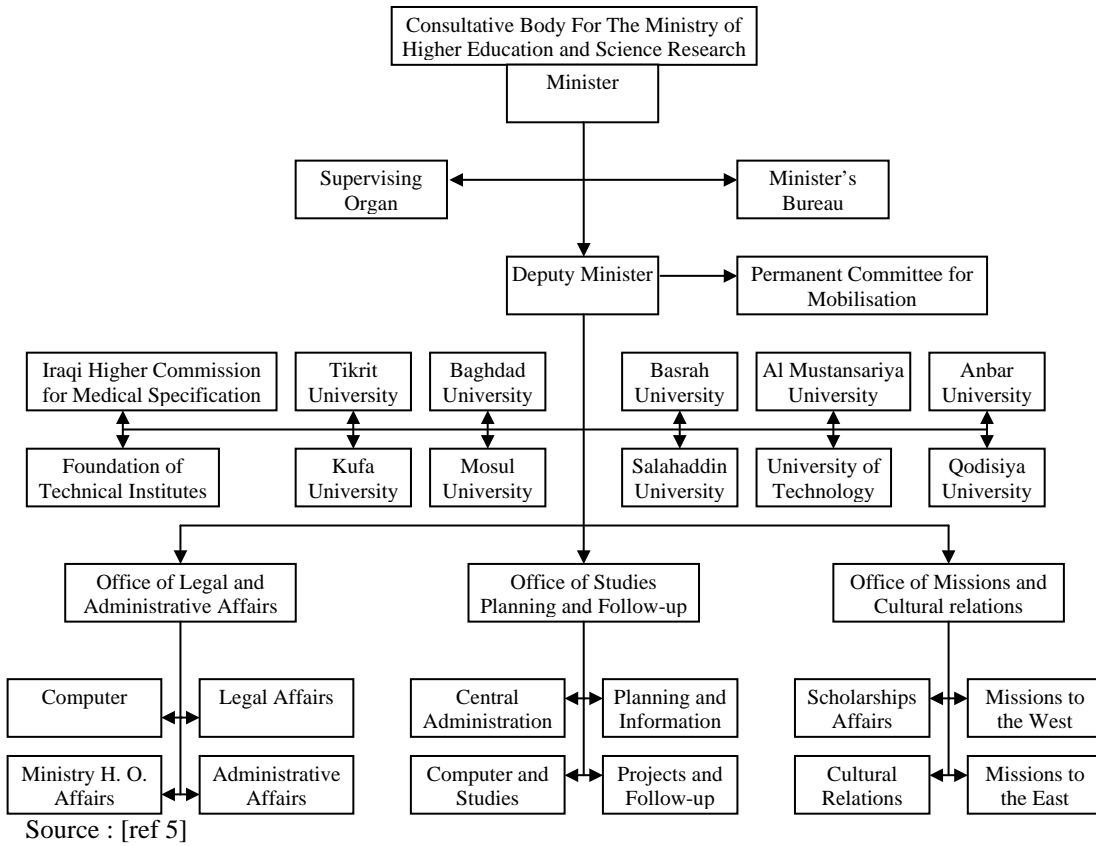 Consultative Body For The Ministry of
Higher Education and Science Research
Minister
Supervising
Organ
Minister’s
Bureau
Deputy Minister
Permanent Committee for
Mobilisation
Iraqi Higher Commission
for Medical Specification
Tikrit
University
Baghdad
University
Basrah
University
Al Mustansariya
University
Anbar
University
Foundation of
Technical Institutes
Kufa
University
Mosul
University
Salahaddin
University
University of
Technology
Qodisiya
University
Office of Legal and
Administrative Affairs
Office of Studies
Planning and Follow-up
Office of Missions and
Cultural relations
Computer
Legal Affairs
Central
Administration
Planning and
Information
Scholarships
Affairs
Missions to
the West
Ministry H. O.
Affairs
Administrative
Affairs
Computer and
Studies
Projects and
Follow-up
Cultural
Relations
Missions to
the East
Source : [ref 5]